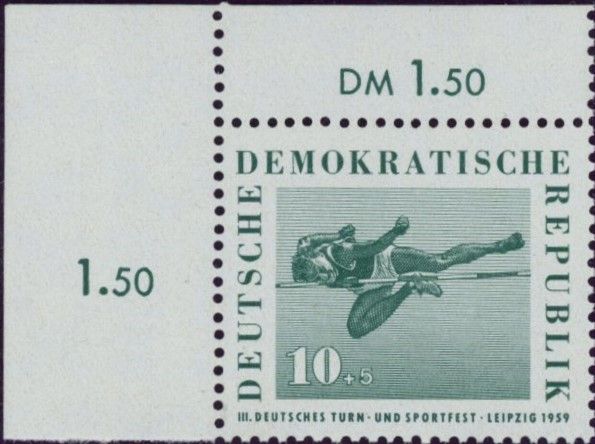 DM 1.50
1.50
DEUTSCHE
DEMOKRATISCHE
REPUBLIK
10+5
III. DEUTSCHES TURN- UND SPORTFEST · LEIPZIG 1959